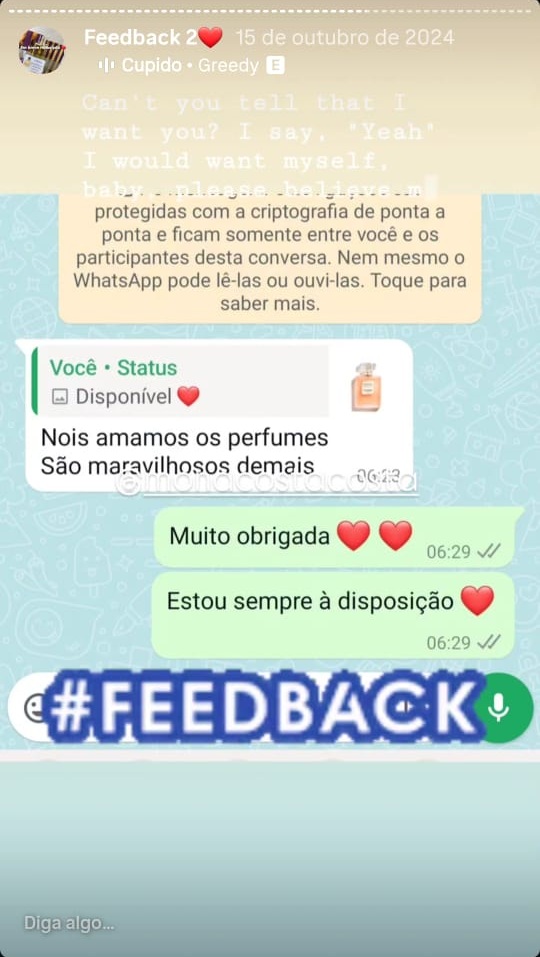 Feedback 2❤️ 15 de outubro de 2024
Cupido • Greedy E
Can't you tell that I
want you? I say, "Yeah"
I would want myself,
baby, please believe m
protegidas com a criptografia de ponta a
ponta e ficam somente entre você e os
participantes desta conversa. Nem mesmo o
WhatsApp pode lê-las ou ouvi-las. Toque para
saber mais.
Você • Status
Disponível ❤️
Nois amamos os perfumes
São maravilhosos demais
06:23
Muito obrigada ❤️ ❤️
06:29
Estou sempre à disposição ❤️
06:29
#FEEDBACK
Diga algo...